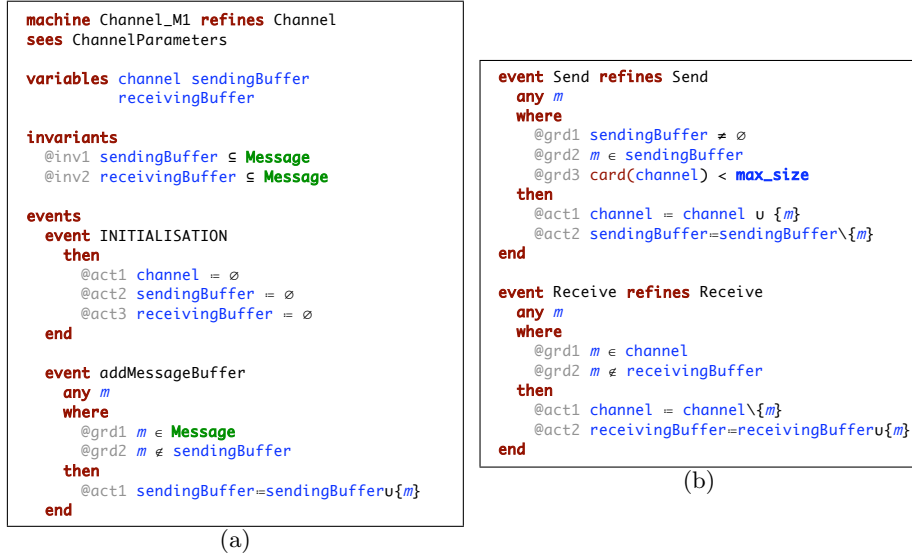 machine Channel_M1 refines Channel
sees ChannelParameters
variables channel sendingBuffer
receivingBuffer
invariants
@inv1 sendingBuffer ⊆ Message
@inv2 receivingBuffer ⊆ Message
events
event INITIALISATION
then
@act1 channel ≔ ∅
@act2 sendingBuffer ≔ ∅
@act3 receivingBuffer ≔ ∅
end
event addMessageBuffer
any m
where
@grd1 m ∈ Message
@grd2 m ∉ sendingBuffer
then
@act1 sendingBuffer≔sendingBuffer∪{m}
end
(a)
event Send refines Send
any m
where
@grd1 sendingBuffer ≠ ∅
@grd2 m ∈ sendingBuffer
@grd3 card(channel) < max_size
then
@act1 channel ≔ channel ∪ {m}
@act2 sendingBuffer≔sendingBuffer\{m}
end
event Receive refines Receive
any m
where
@grd1 m ∈ channel
@grd2 m ∉ receivingBuffer
then
@act1 channel ≔ channel\{m}
@act2 receivingBuffer≔receivingBuffer∪{m}
end
(b)